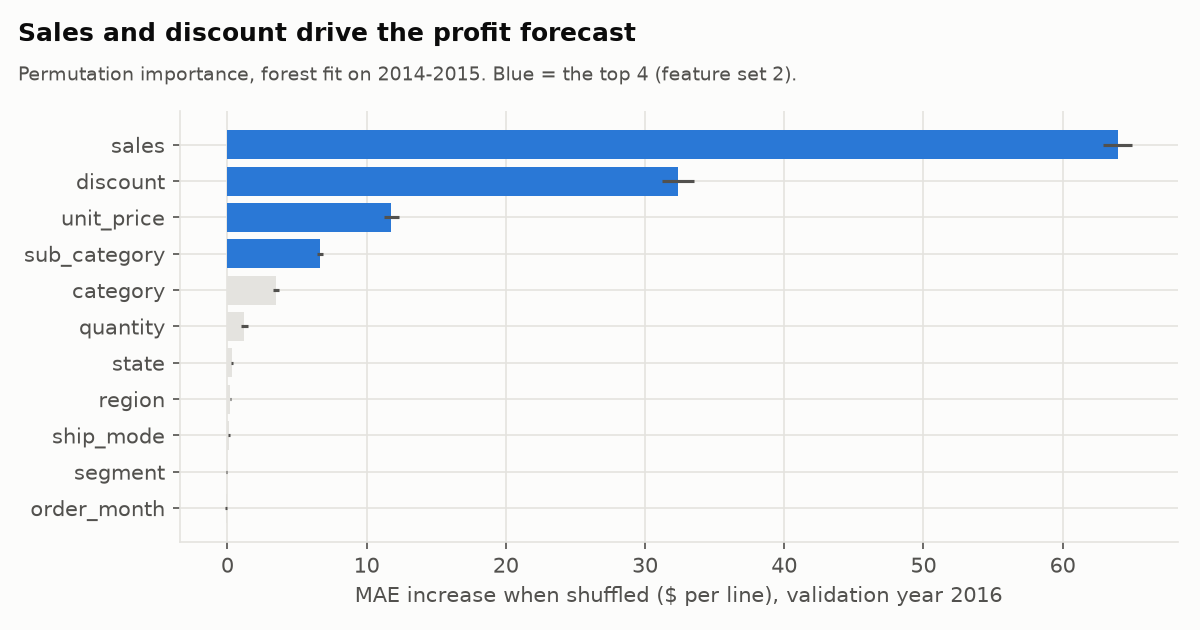 Sales and discount drive the profit forecast
Permutation importance, forest fit on 2014-2015. Blue = the top 4 (feature set 2).
sales
discount
unit_price
sub_category
category
quantity
state
region
ship_mode
segment
order_month
0 10 20 30 40 50 60
MAE increase when shuffled ($ per line), validation year 2016